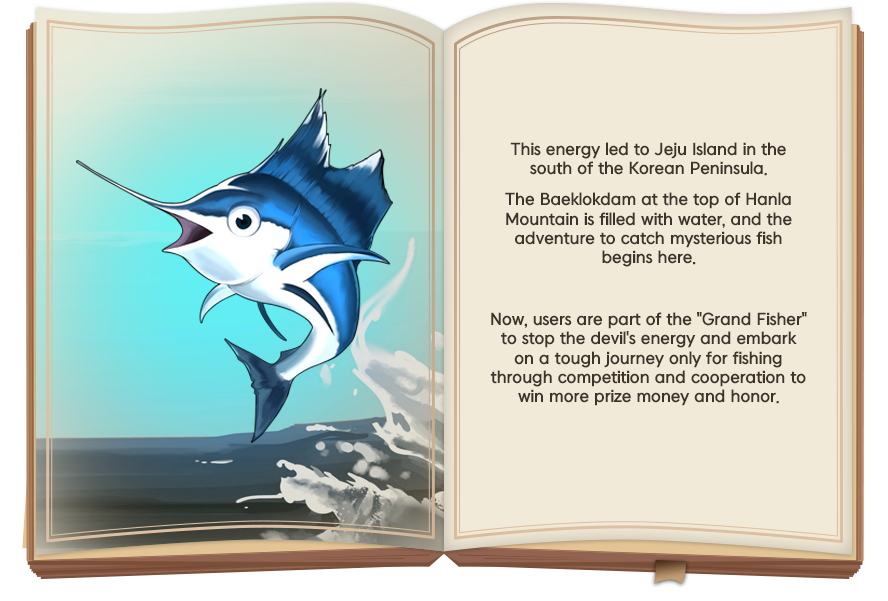 This energy led to Jeju Island in the
south of the Korean Peninsula.
The Baeklokdam at the top of Hanla
Mountain is filled with water, and the
adventure to catch mysterious fish
begins here.
Now, users are part of the "Grand Fisher"
to stop the devil's energy and embark
on a tough journey only for fishing
through competition and cooperation to
win more prize money and honor.